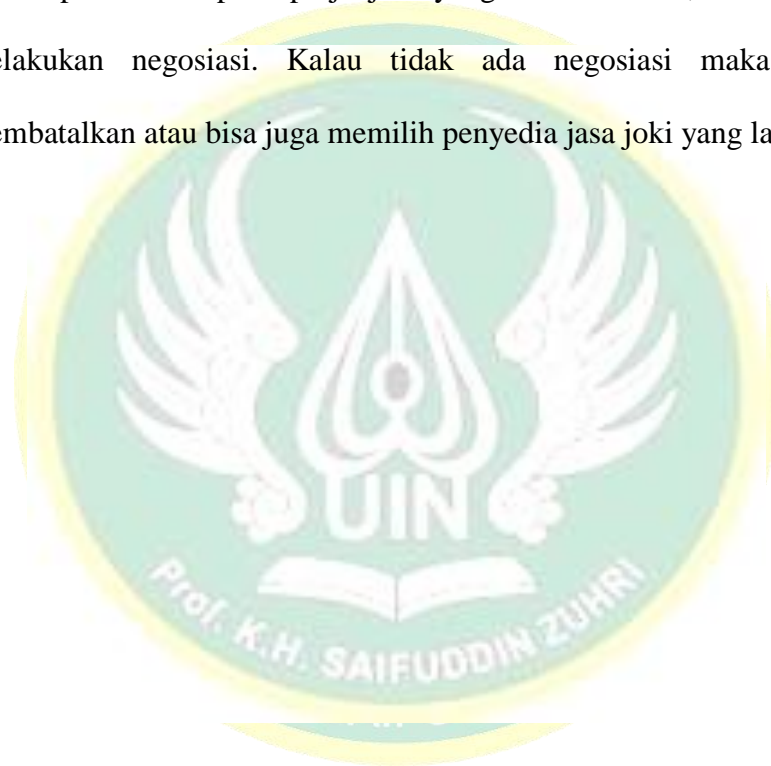 elakukan negosiasi. Kalau tidak ada negosiasi maka
embatalkan atau bisa juga memilih penyedia jasa joki yang la
UIN
Prof. K.H. SAIFUDDIN ZUHRI